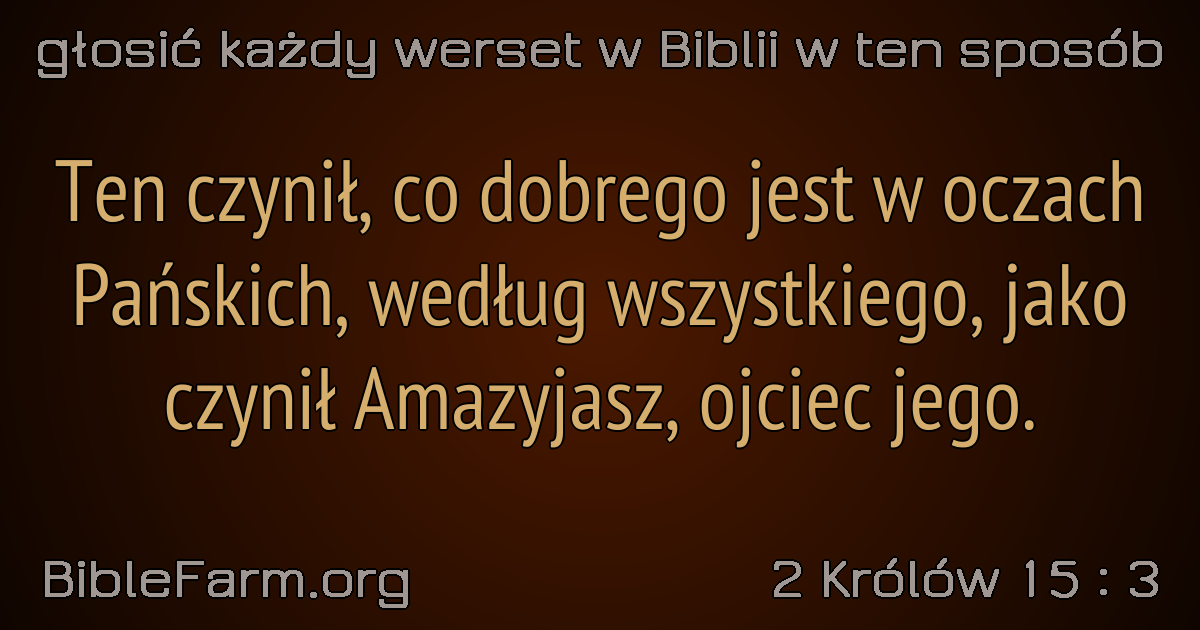 głosić każdy werset w Biblii w ten sposób
Ten czynił, co dobrego jest w oczach
Pańskich, według wszystkiego, jako
czynił Amazyjasz, ojciec jego.
BibleFarm.org
2 Królów 15 : 3